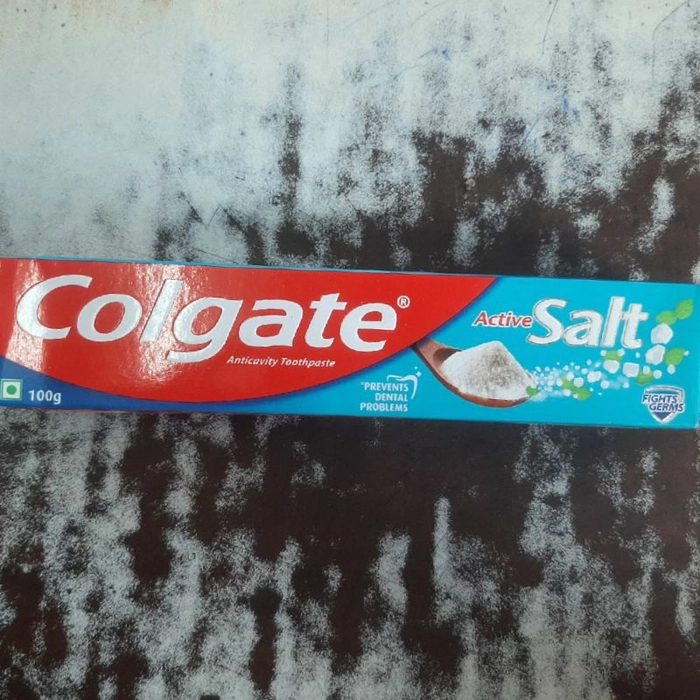 Colgate®
Anticavity Toothpaste
100g
*PREVENTS
DENTAL
PROBLEMS
Active Salt
FIGHTS
GERMS